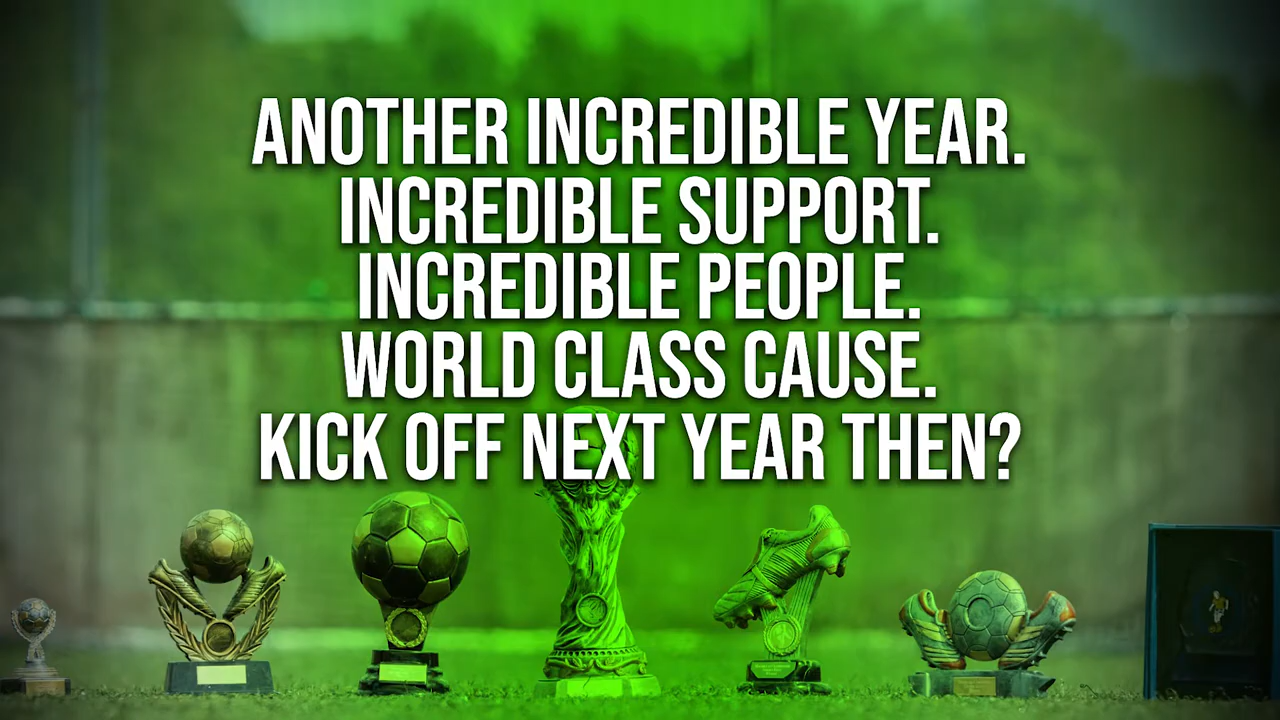 ANOTHER INCREDIBLE YEAR.
INCREDIBLE SUPPORT.
INCREDIBLE PEOPLE.
WORLD CLASS CAUSE.
KICK OFF NEXT YEAR THEN?